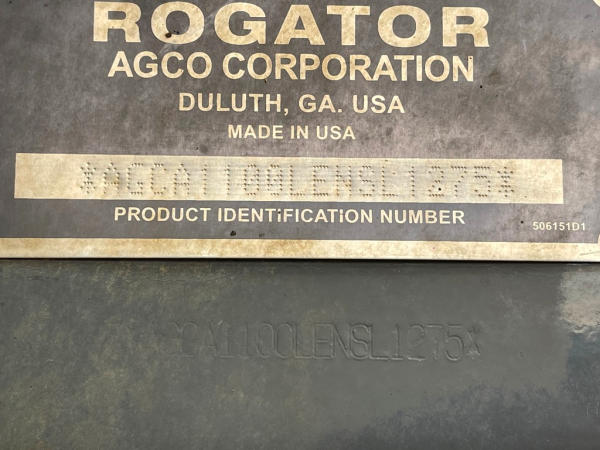 ROGATOR
AGCO CORPORATION
DULUTH, GA. USA
MADE IN USA
*AGCA1100LENSL1275*
PRODUCT IDENTiFICATION NUMBER
506151D1
CA1100LENSL1275*